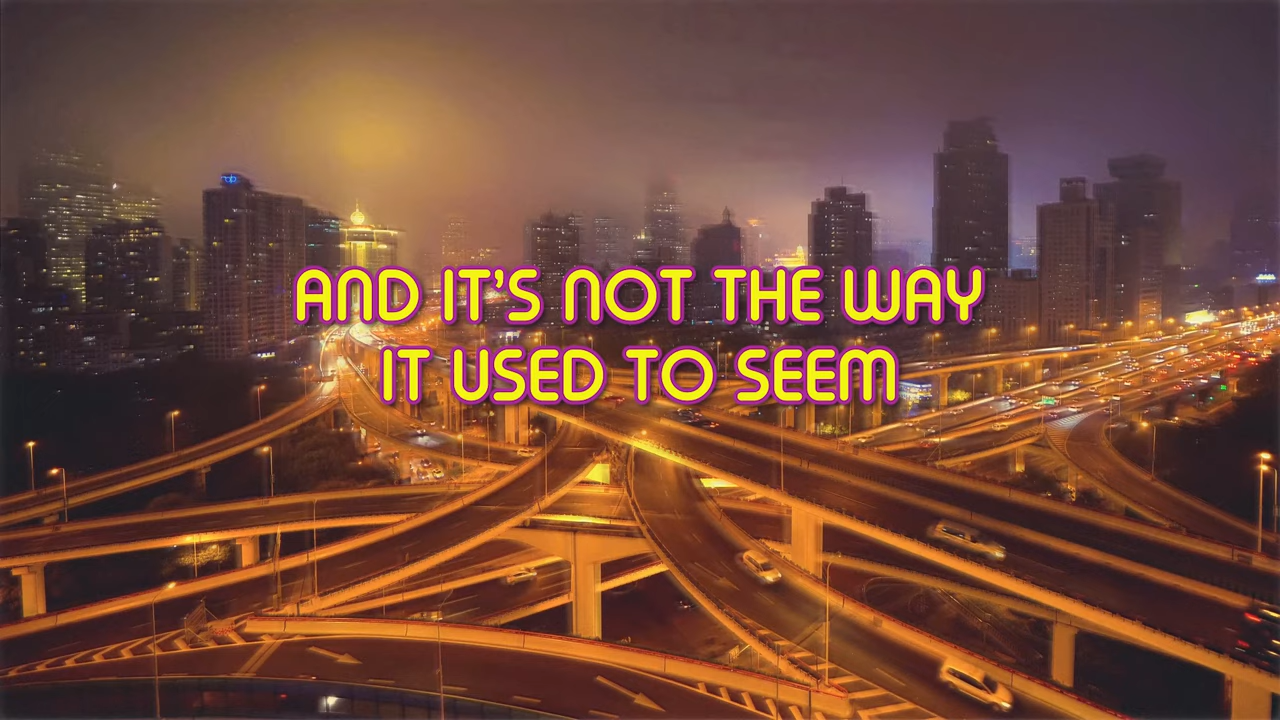 AND IT’S NOT THE WAY
IT USED TO SEEM